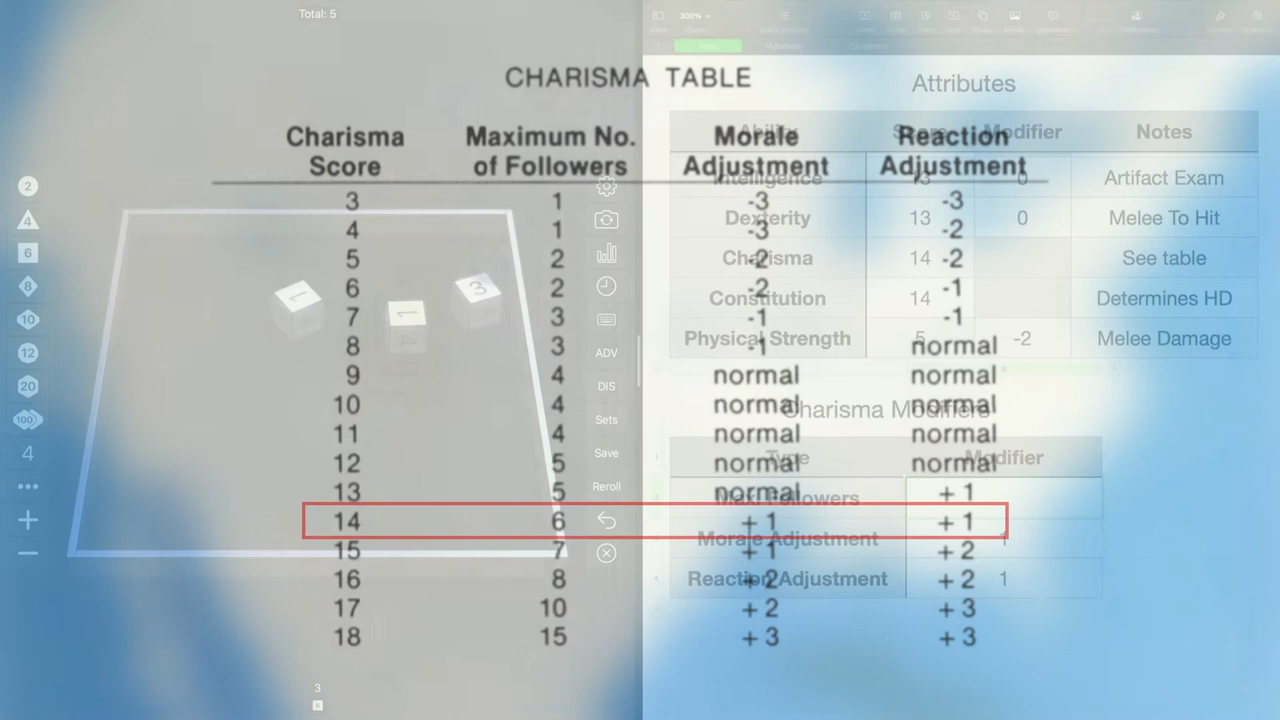 Total: 5
300%
CHARISMA TABLE
Attributes
Charisma Score
Maximum No. of Followers
Morale Adjustment
Reaction Adjustment
3 1 -3 -3
4 1 -3 -2
5 2 -2 -2
6 2 -2 -1
7 3 -1 -1
8 3 -1 normal
9 4 normal normal
10 4 normal normal
11 4 normal normal
12 5 normal normal
13 5 normal + 1
14 6 + 1 + 1
15 7 + 1 + 2
16 8 + 2 + 2
17 10 + 2 + 3
18 15 + 3 + 3
Ability Score Modifier Notes
Intelligence 13 0 Artifact Exam
Dexterity 13 0 Melee To Hit
Charisma 14 See table
Constitution 14 Determines HD
Physical Strength 5 -2 Melee Damage
Charisma Modifiers
Type Modifier
Max. Followers
Morale Adjustment 1
Reaction Adjustment 1
2
4
6
8
10
12
20
100
4
1
1
3
ADV
DIS
Sets
Save
Reroll
3